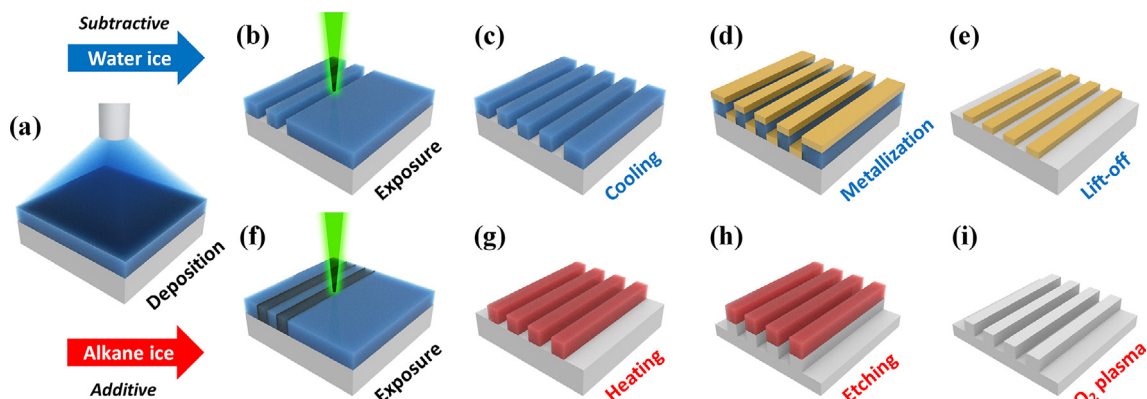 Subtractive
Water ice
(a)
Deposition
Alkane ice
Additive
(b)
Exposure
(c)
Cooling
(d)
Metallization
(e)
Lift-off
(f)
Exposure
(g)
Heating
(h)
Etching
(i)
O2 plasma